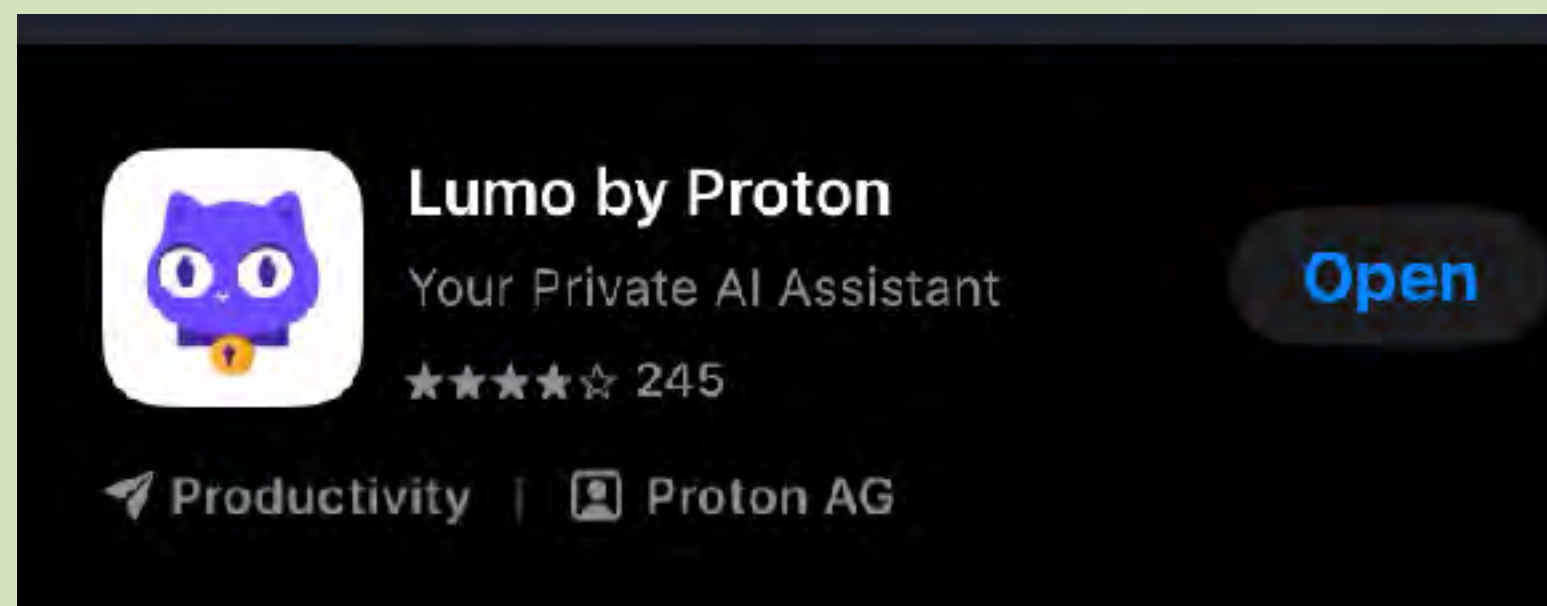 Lumo by Proton
Your Private AI Assistant
Open
★★★★☆ 245
Productivity | Proton AG